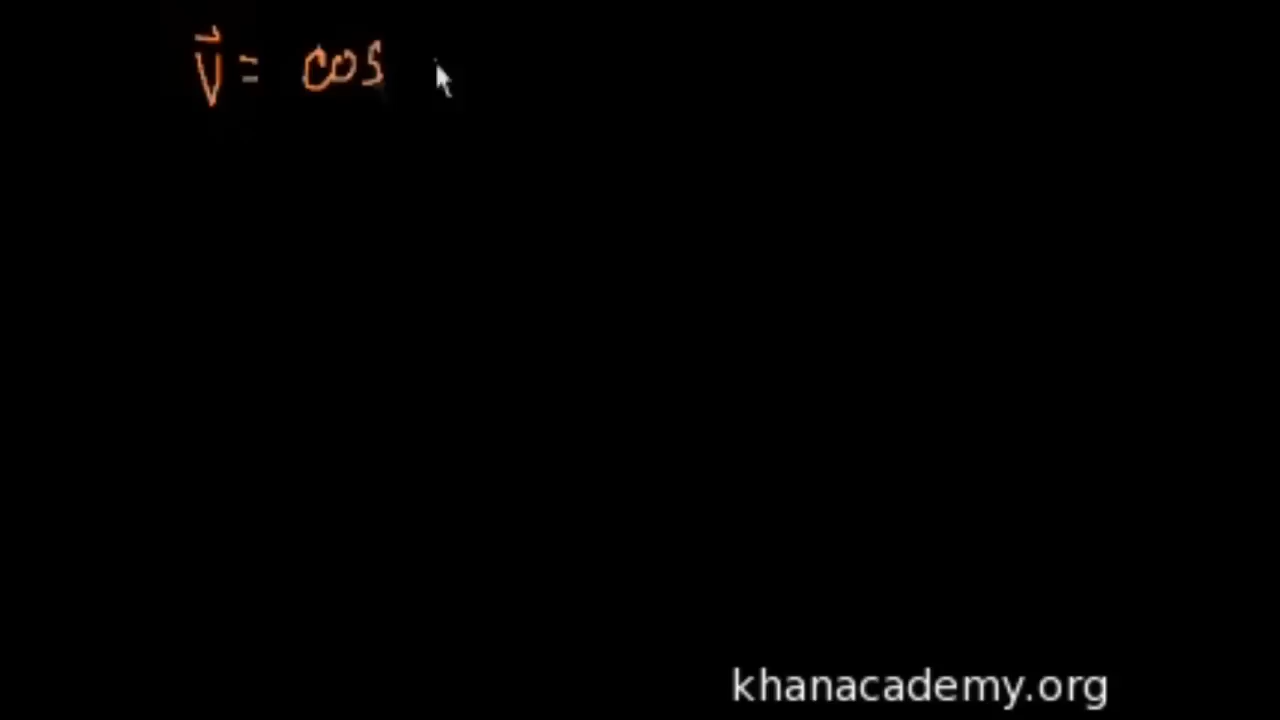 v⃗ = cos
khanacademy.org